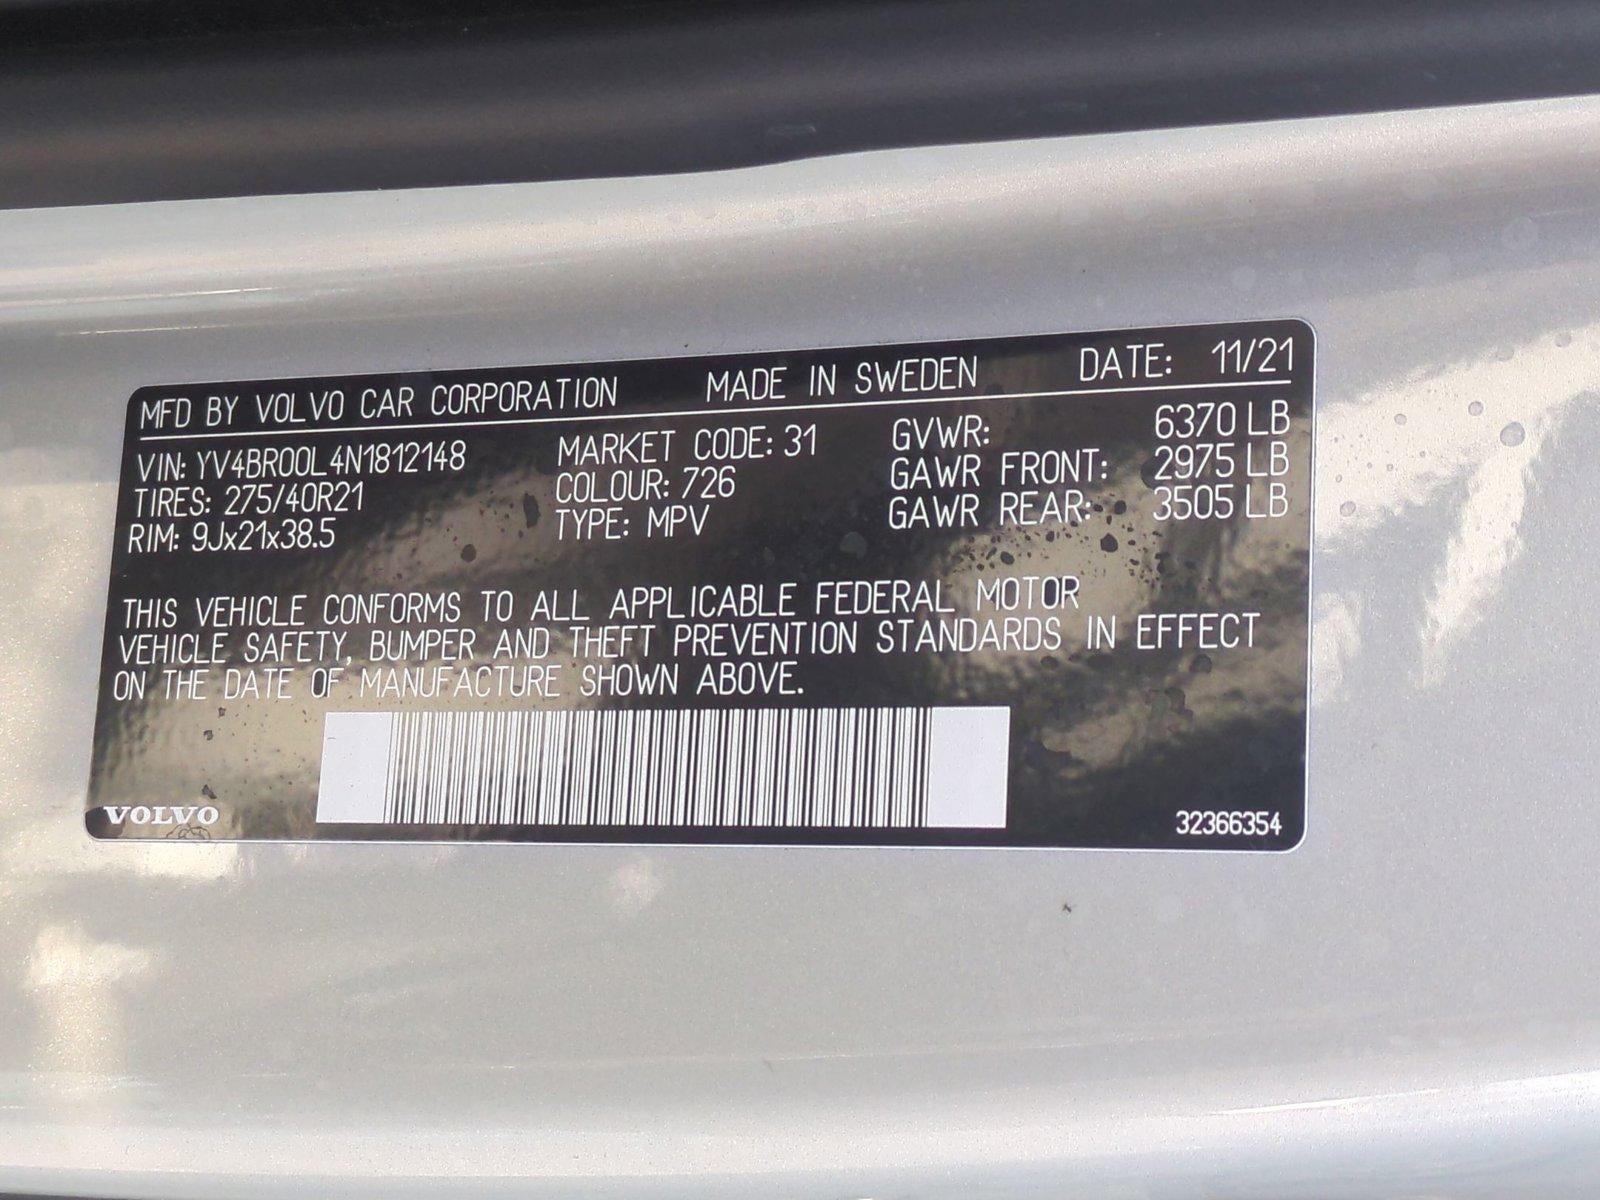 MFD BY VOLVO CAR CORPORATION MADE IN SWEDEN DATE: 11/21
VIN: YV4BR00L4N1812148 MARKET CODE: 31 GVWR: 6370 LB
TIRES: 275/40R21 COLOUR: 726 GAWR FRONT: 2975 LB
RIM: 9Jx21x38.5 TYPE: MPV GAWR REAR: 3505 LB
THIS VEHICLE CONFORMS TO ALL APPLICABLE FEDERAL MOTOR
VEHICLE SAFETY, BUMPER AND THEFT PREVENTION STANDARDS IN EFFECT
ON THE DATE OF MANUFACTURE SHOWN ABOVE.
VOLVO 32366354